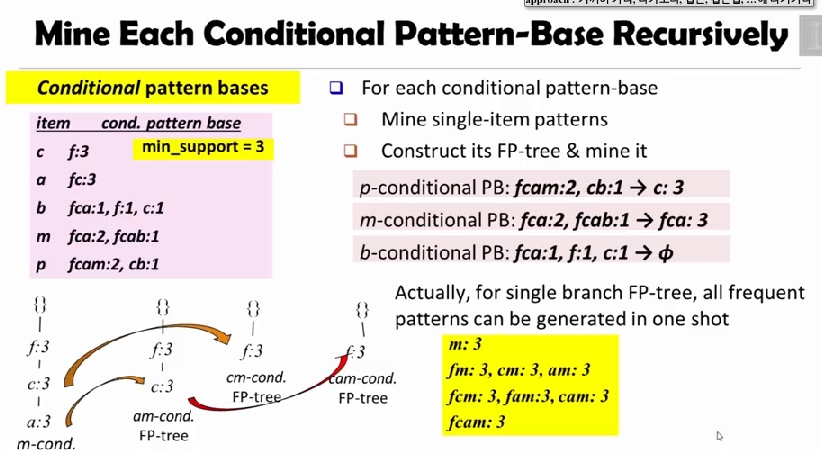 approach :
Mine Each Conditional Pattern-Base Recursively
Conditional pattern bases
item cond. pattern base
min_support = 3
c f:3
a fc:3
b fca:1, f:1, c:1
m fca:2, fcab:1
p fcam:2, cb:1
For each conditional pattern-base
Mine single-item patterns
Construct its FP-tree & mine it
p-conditional PB: fcam:2, cb:1 → c: 3
m-conditional PB: fca:2, fcab:1 → fca: 3
b-conditional PB: fca:1, f:1, c:1 → ϕ
Actually, for single branch FP-tree, all frequent
patterns can be generated in one shot
m: 3
fm: 3, cm: 3, am: 3
fcm: 3, fam:3, cam: 3
fcam: 3
{}
f:3
c:3
a:3
m-cond.
{}
f:3
c:3
am-cond.
FP-tree
{}
f:3
cm-cond.
FP-tree
{}
f:3
cam-cond.
FP-tree